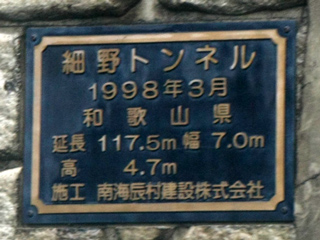 細野トンネル
1998年3月
和歌山県
延長 117.5m 幅 7.0m
高 4.7m
施工 南海辰村建設株式会社